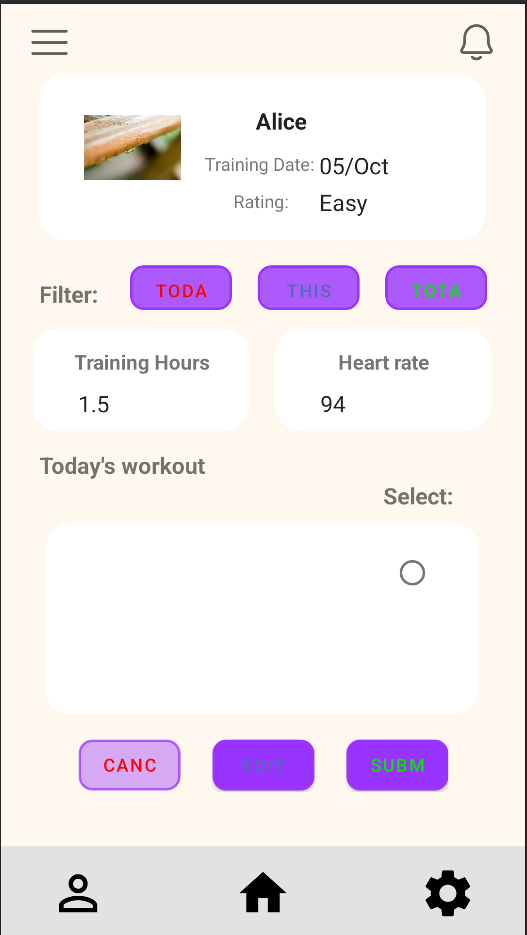 Alice
Training Date: 05/Oct
Rating: Easy
Filter: TODA THIS TOTA
Training Hours Heart rate
1.5 94
Today's workout
Select:
CANC EDIT SUBM